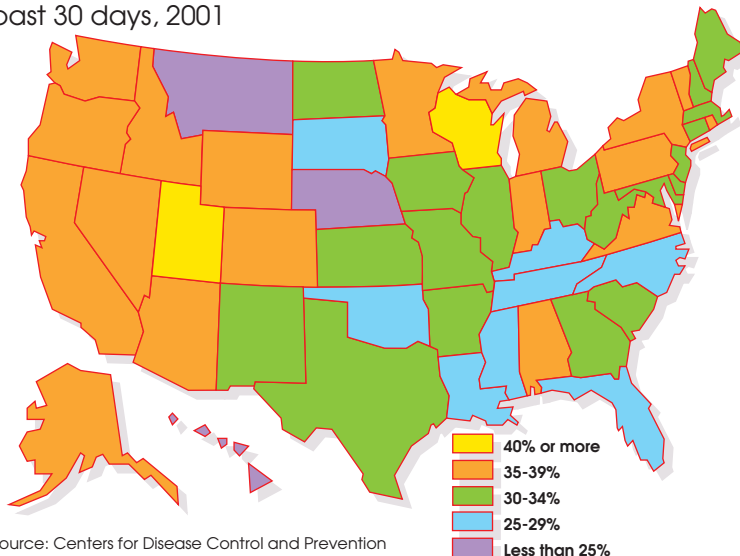 past 30 days, 2001
40% or more
35-39%
30-34%
25-29%
Less than 25%
ource: Centers for Disease Control and Prevention